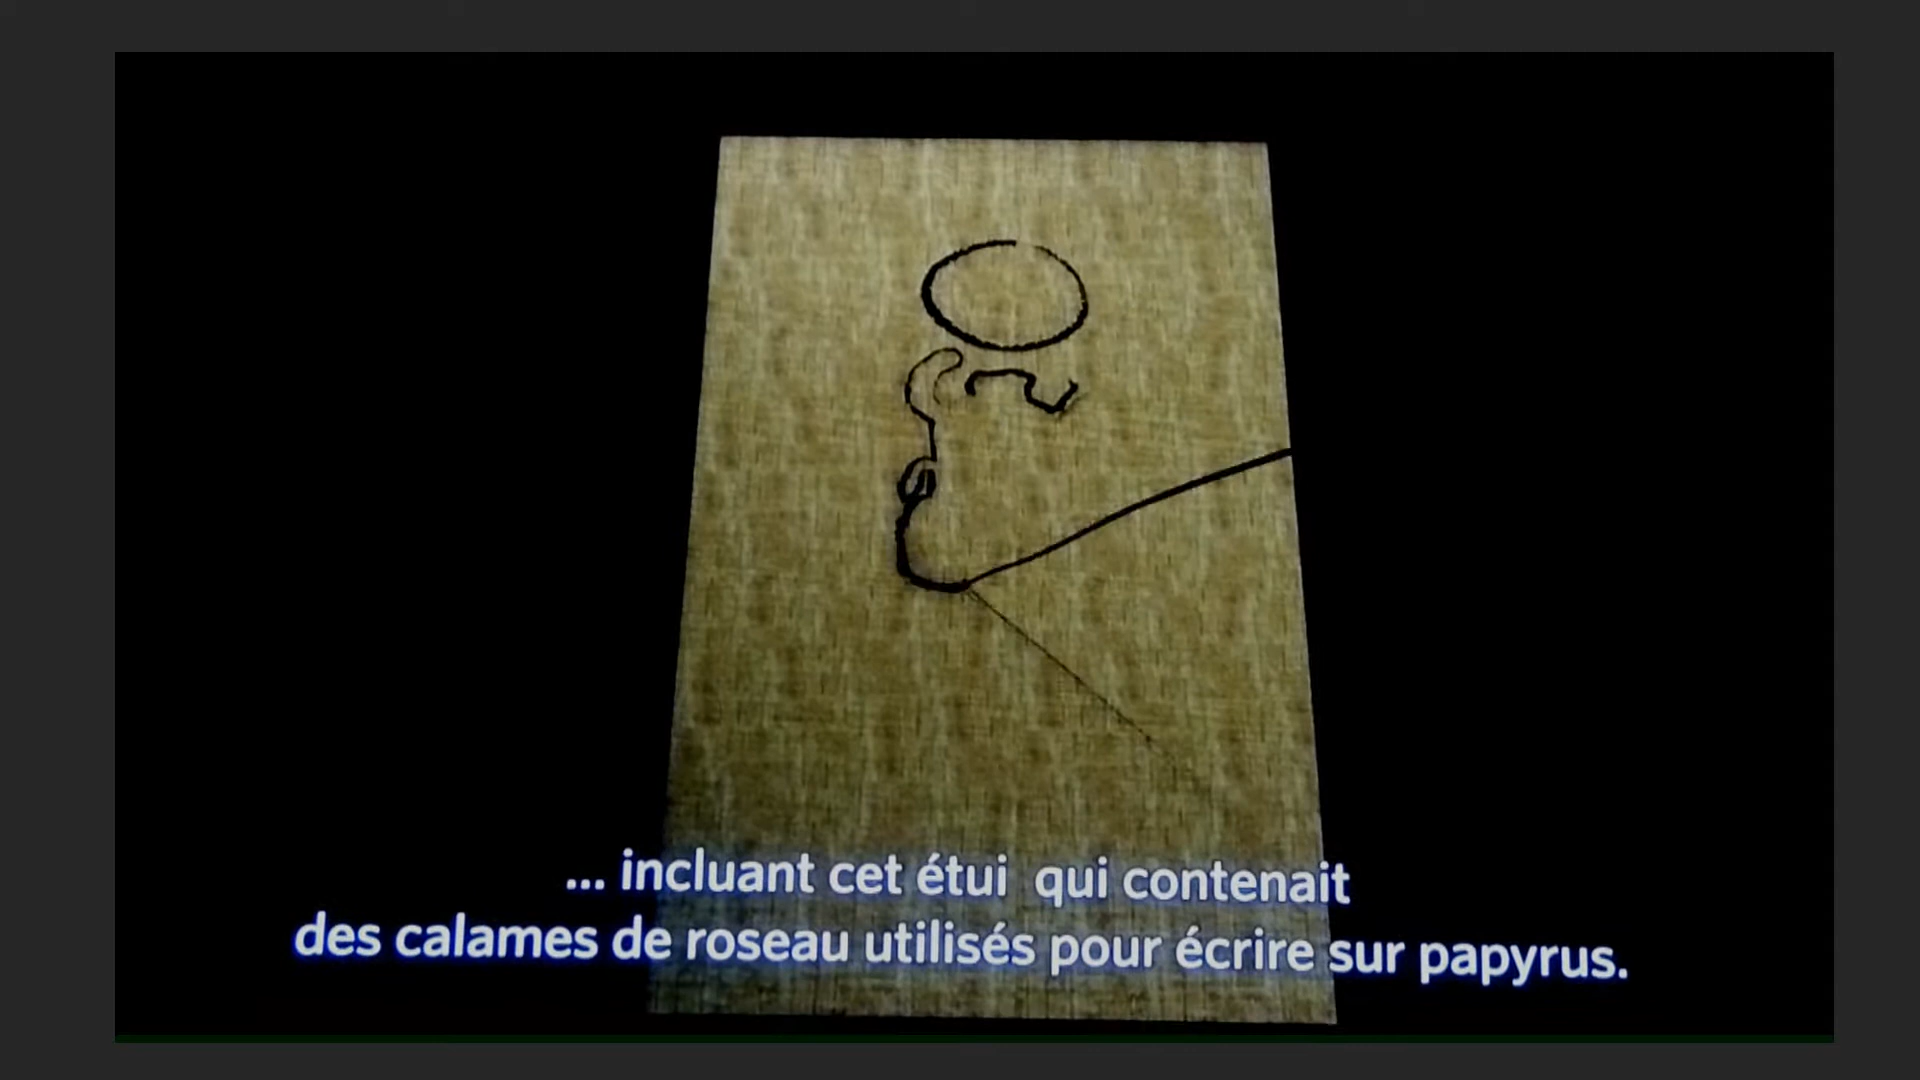 ... incluant cet étui qui contenait
des calames de roseau utilisés pour écrire sur papyrus.